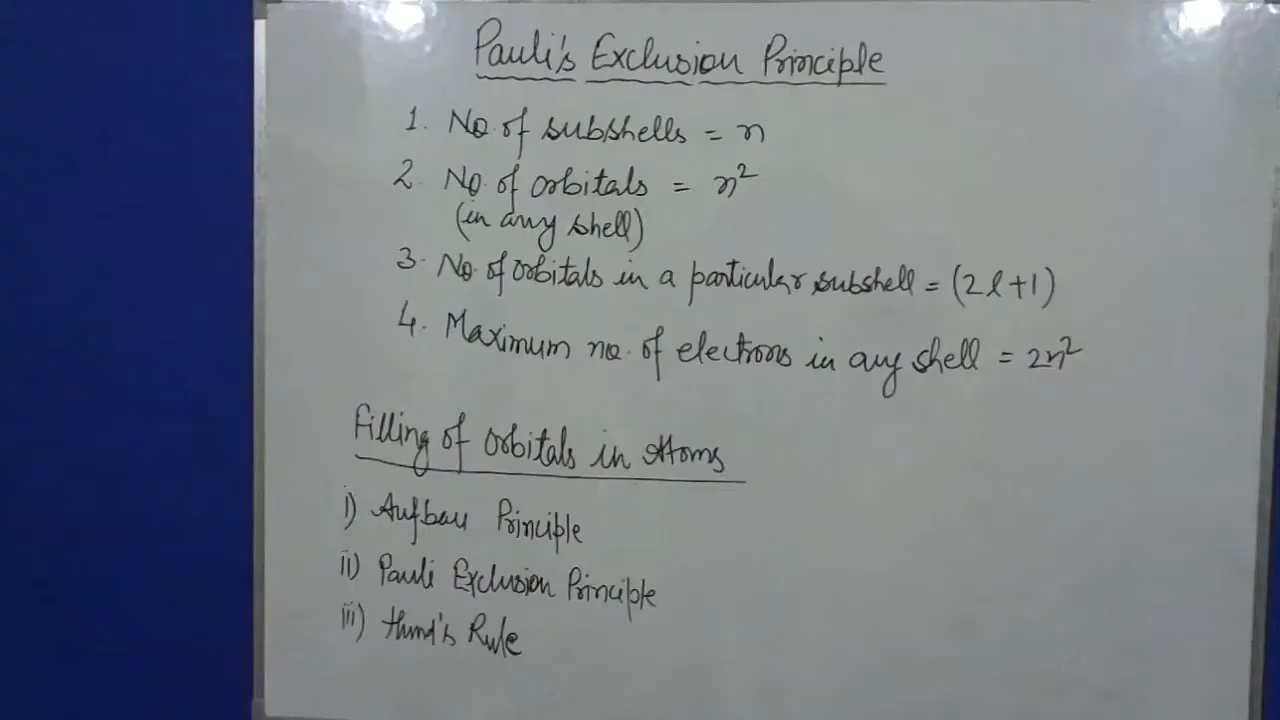 Pauli's Exclusion Principle
1. No. of subshells = n
2. No. of orbitals = n²
(in any shell)
3. No. of orbitals in a particular subshell = (2l+1)
4. Maximum no. of electrons in any shell = 2n²
Filling of orbitals in Atoms
i) Aufbau Principle
ii) Pauli Exclusion Principle
iii) Hund's Rule